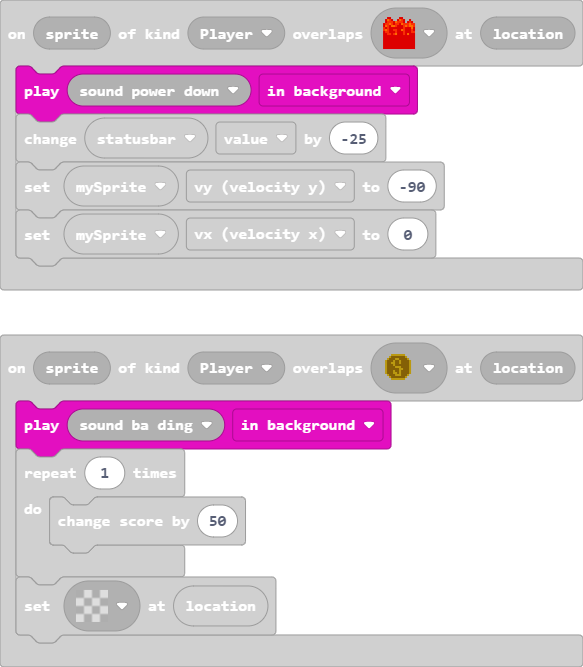 on sprite of kind Player overlaps at location
play sound power down in background
change statusbar value by -25
set mySprite vy (velocity y) to -90
set mySprite vx (velocity x) to 0
on sprite of kind Player overlaps at location
play sound ba ding in background
repeat 1 times
do
change score by 50
set at location